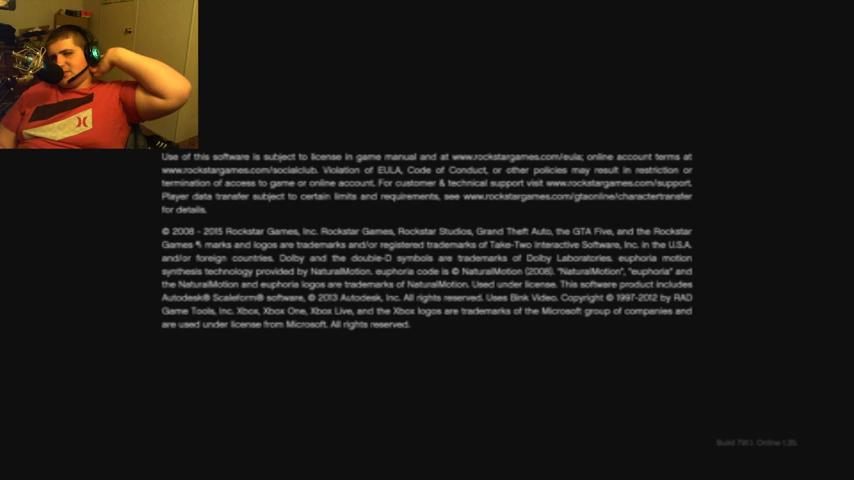 Use of this software is subject to license in game manual and at www.rockstargames.com/eula; online account terms at
www.rockstargames.com/socialclub. Violation of EULA, Code of Conduct, or other policies may result in restriction or
termination of access to game or online account. For customer & technical support visit www.rockstargames.com/support.
Player data transfer subject to certain limits and requirements, see www.rockstargames.com/gtaonline/charactertransfer
for details.
© 2008 - 2015 Rockstar Games, Inc. Rockstar Games, Rockstar Studios, Grand Theft Auto, the GTA Five, and the Rockstar
Games R* marks and logos are trademarks and/or registered trademarks of Take-Two Interactive Software, Inc. in the U.S.A.
and/or foreign countries. Dolby and the double-D symbols are trademarks of Dolby Laboratories. euphoria motion
synthesis technology provided by NaturalMotion. euphoria code is © NaturalMotion (2008). "NaturalMotion", "euphoria" and
the NaturalMotion and euphoria logos are trademarks of NaturalMotion. Used under license. This software product includes
Autodesk® Scaleform® software, © 2013 Autodesk, Inc. All rights reserved. Uses Bink Video. Copyright © 1997-2012 by RAD
Game Tools, Inc. Xbox, Xbox One, Xbox Live, and the Xbox logos are trademarks of the Microsoft group of companies and
are used under license from Microsoft. All rights reserved.
Build Online